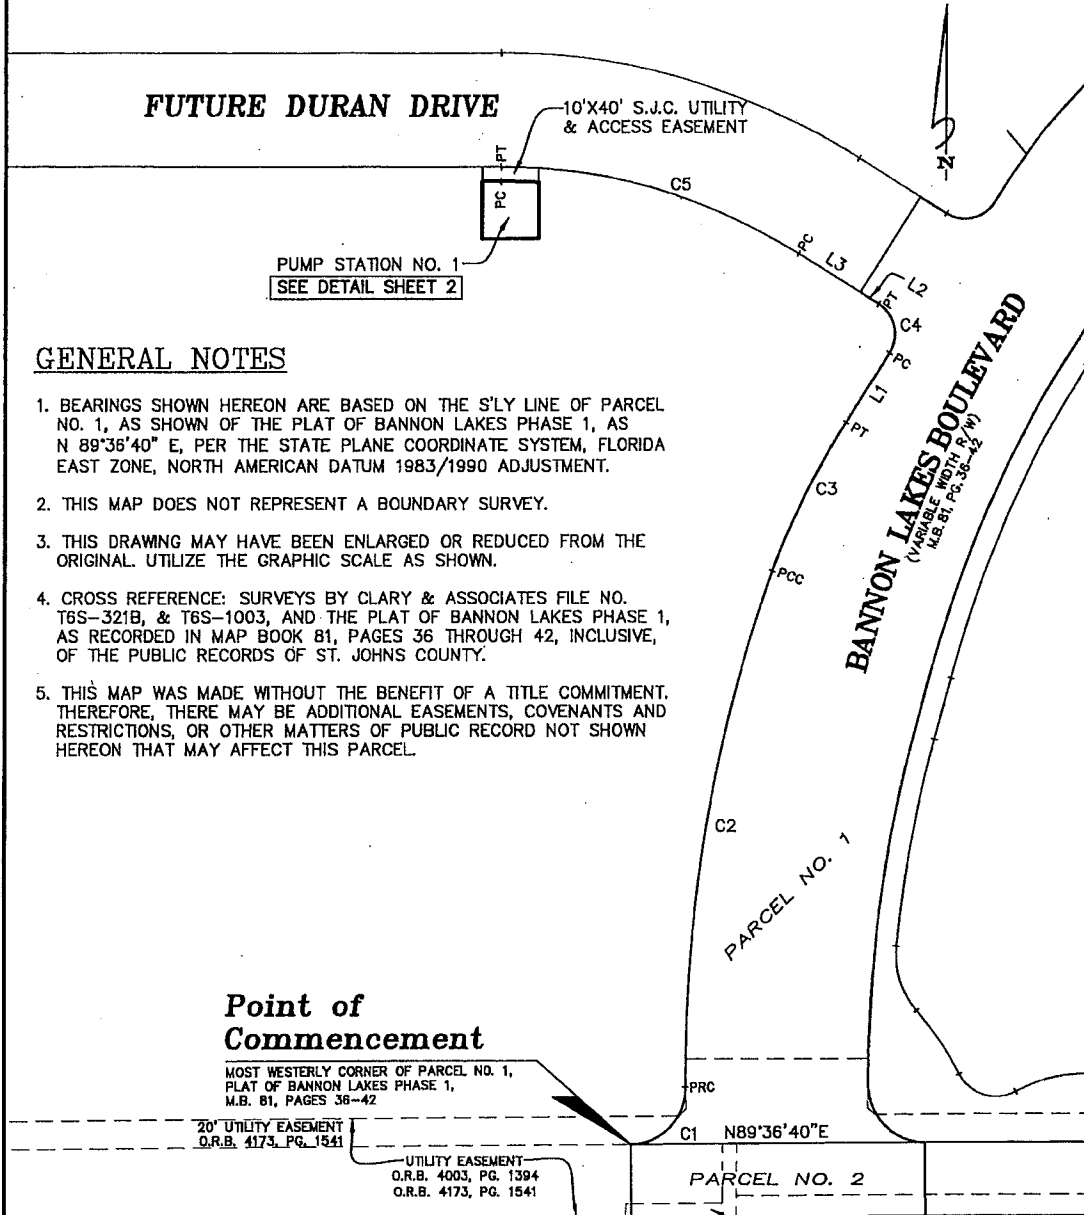 FUTURE DURAN DRIVE
10'X40' S.J.C. UTILITY
& ACCESS EASEMENT
N
PT
PC
C5
PC
L3
L2
PT
C4
PC
L1
PT
C3
PCC
PUMP STATION NO. 1
SEE DETAIL SHEET 2
BANNON LAKES BOULEVARD
(VARIABLE WIDTH R/W)
M.B. 81, PG. 36-42
GENERAL NOTES
1. BEARINGS SHOWN HEREON ARE BASED ON THE S'LY LINE OF PARCEL
NO. 1, AS SHOWN OF THE PLAT OF BANNON LAKES PHASE 1, AS
N 89°36'40" E, PER THE STATE PLANE COORDINATE SYSTEM, FLORIDA
EAST ZONE, NORTH AMERICAN DATUM 1983/1990 ADJUSTMENT.
2. THIS MAP DOES NOT REPRESENT A BOUNDARY SURVEY.
3. THIS DRAWING MAY HAVE BEEN ENLARGED OR REDUCED FROM THE
ORIGINAL. UTILIZE THE GRAPHIC SCALE AS SHOWN.
4. CROSS REFERENCE: SURVEYS BY CLARY & ASSOCIATES FILE NO.
T6S-321B, & T6S-1003, AND THE PLAT OF BANNON LAKES PHASE 1,
AS RECORDED IN MAP BOOK 81, PAGES 36 THROUGH 42, INCLUSIVE,
OF THE PUBLIC RECORDS OF ST. JOHNS COUNTY.
5. THIS MAP WAS MADE WITHOUT THE BENEFIT OF A TITLE COMMITMENT.
THEREFORE, THERE MAY BE ADDITIONAL EASEMENTS, COVENANTS AND
RESTRICTIONS, OR OTHER MATTERS OF PUBLIC RECORD NOT SHOWN
HEREON THAT MAY AFFECT THIS PARCEL.
C2
PARCEL NO. 1
Point of
Commencement
MOST WESTERLY CORNER OF PARCEL NO. 1,
PLAT OF BANNON LAKES PHASE 1,
M.B. 81, PAGES 36-42
PRC
20' UTILITY EASEMENT
O.R.B. 4173, PG. 1541
C1 N89°36'40"E
UTILITY EASEMENT
O.R.B. 4003, PG. 1394
O.R.B. 4173, PG. 1541
PARCEL NO. 2